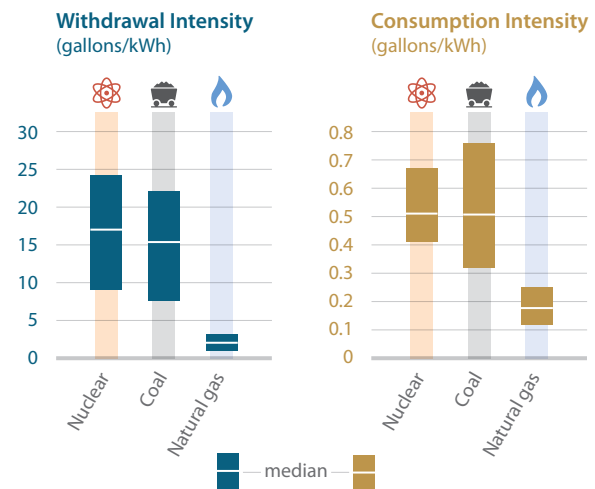 Withdrawal Intensity
(gallons/kWh)
30
25
20
15
10
5
0
Nuclear
Coal
Natural gas
Consumption Intensity
(gallons/kWh)
0.8
0.7
0.6
0.5
0.4
0.3
0.2
0.1
0
Nuclear
Coal
Natural gas
median